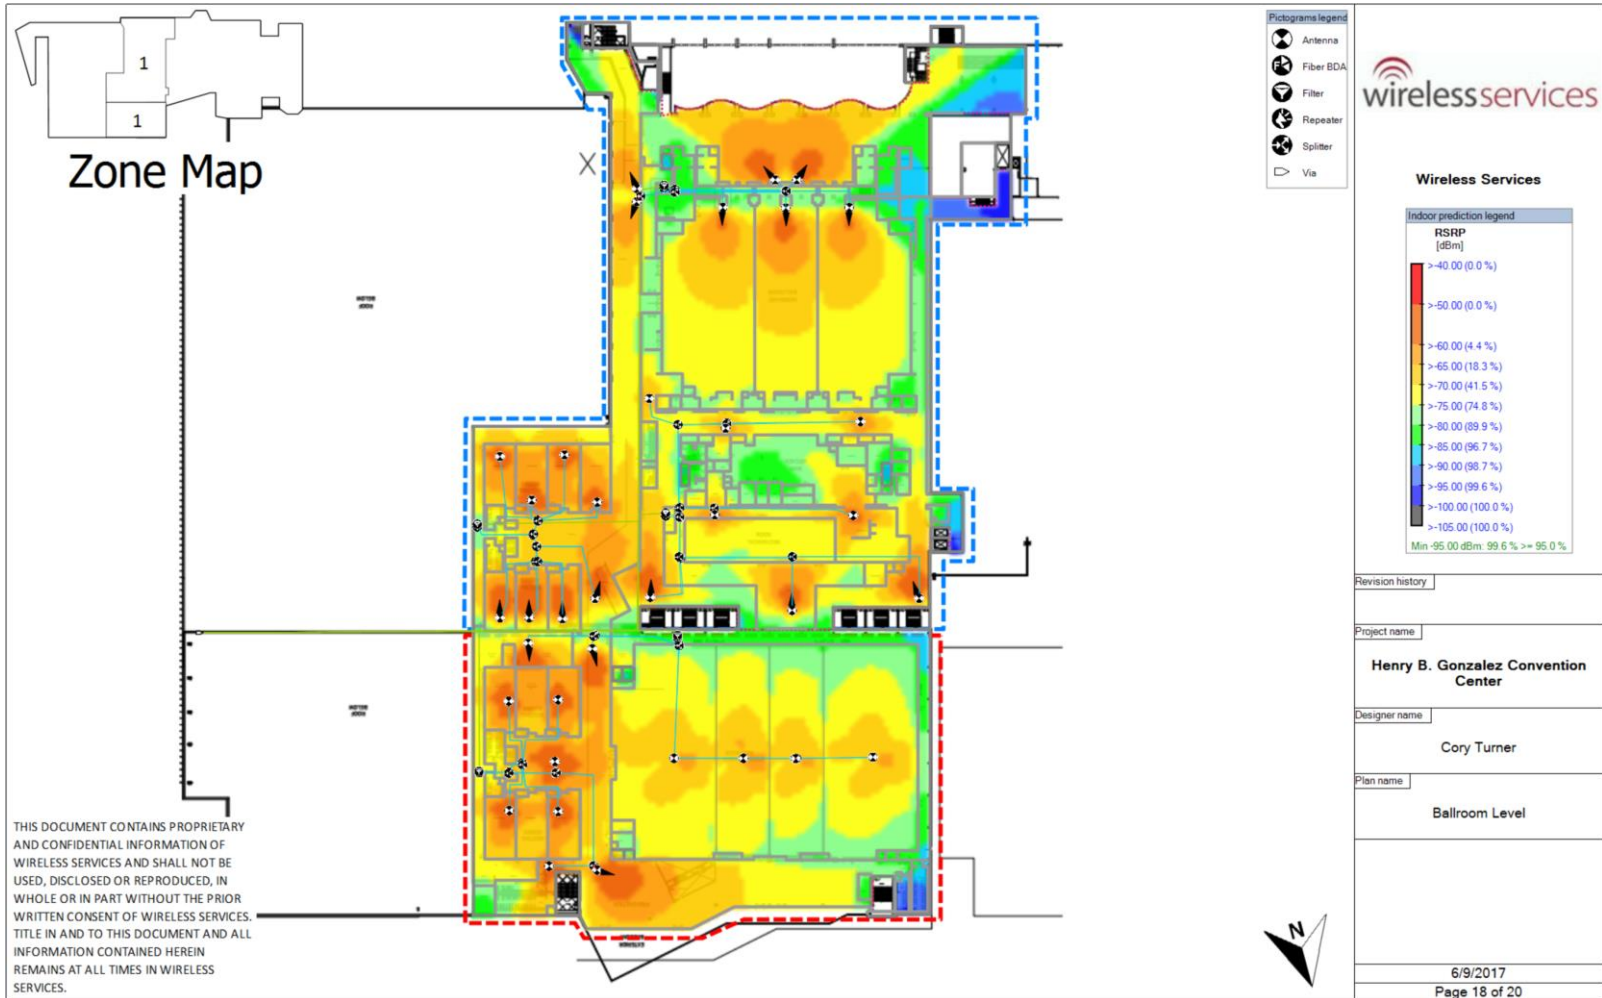 1
1
Zone Map
X
THIS DOCUMENT CONTAINS PROPRIETARY
AND CONFIDENTIAL INFORMATION OF
WIRELESS SERVICES AND SHALL NOT BE
USED, DISCLOSED OR REPRODUCED, IN
WHOLE OR IN PART WITHOUT THE PRIOR
WRITTEN CONSENT OF WIRELESS SERVICES.
TITLE IN AND TO THIS DOCUMENT AND ALL
INFORMATION CONTAINED HEREIN
REMAINS AT ALL TIMES IN WIRELESS
SERVICES.
N
Pictograms legend
Antenna
Fiber BDA
Filter
Repeater
Splitter
Via
wirelessservices
Wireless Services
Indoor prediction legend
RSRP
[dBm]
>-40.00 (0.0 %)
>-50.00 (0.0 %)
>-60.00 (4.4 %)
>-65.00 (18.3 %)
>-70.00 (41.5 %)
>-75.00 (74.8 %)
>-80.00 (89.9 %)
>-85.00 (96.7 %)
>-90.00 (98.7 %)
>-95.00 (99.6 %)
>-100.00 (100.0 %)
>-105.00 (100.0 %)
Min -95.00 dBm: 99.6 % >= 95.0 %
Revision history
Project name
Henry B. Gonzalez Convention
Center
Designer name
Cory Turner
Plan name
Ballroom Level
6/9/2017
Page 18 of 20